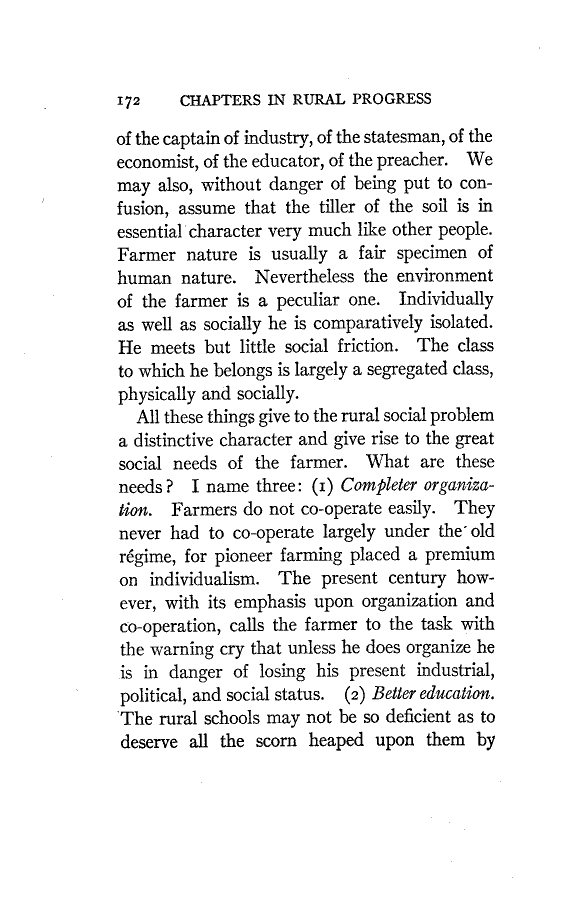 172 CHAPTERS IN RURAL PROGRESS
of the captain of industry, of the statesman, of the
economist, of the educator, of the preacher. We
may also, without danger of being put to con-
fusion, assume that the tiller of the soil is in
essential character very much like other people.
Farmer nature is usually a fair specimen of
human nature. Nevertheless the environment
of the farmer is a peculiar one. Individually
as well as socially he is comparatively isolated.
He meets but little social friction. The class
to which he belongs is largely a segregated class,
physically and socially.
All these things give to the rural social problem
a distinctive character and give rise to the great
social needs of the farmer. What are these
needs? I name three: (1) Completer organiza-
tion. Farmers do not co-operate easily. They
never had to co-operate largely under the old
régime, for pioneer farming placed a premium
on individualism. The present century how-
ever, with its emphasis upon organization and
co-operation, calls the farmer to the task with
the warning cry that unless he does organize he
is in danger of losing his present industrial,
political, and social status. (2) Better education.
The rural schools may not be so deficient as to
deserve all the scorn heaped upon them by